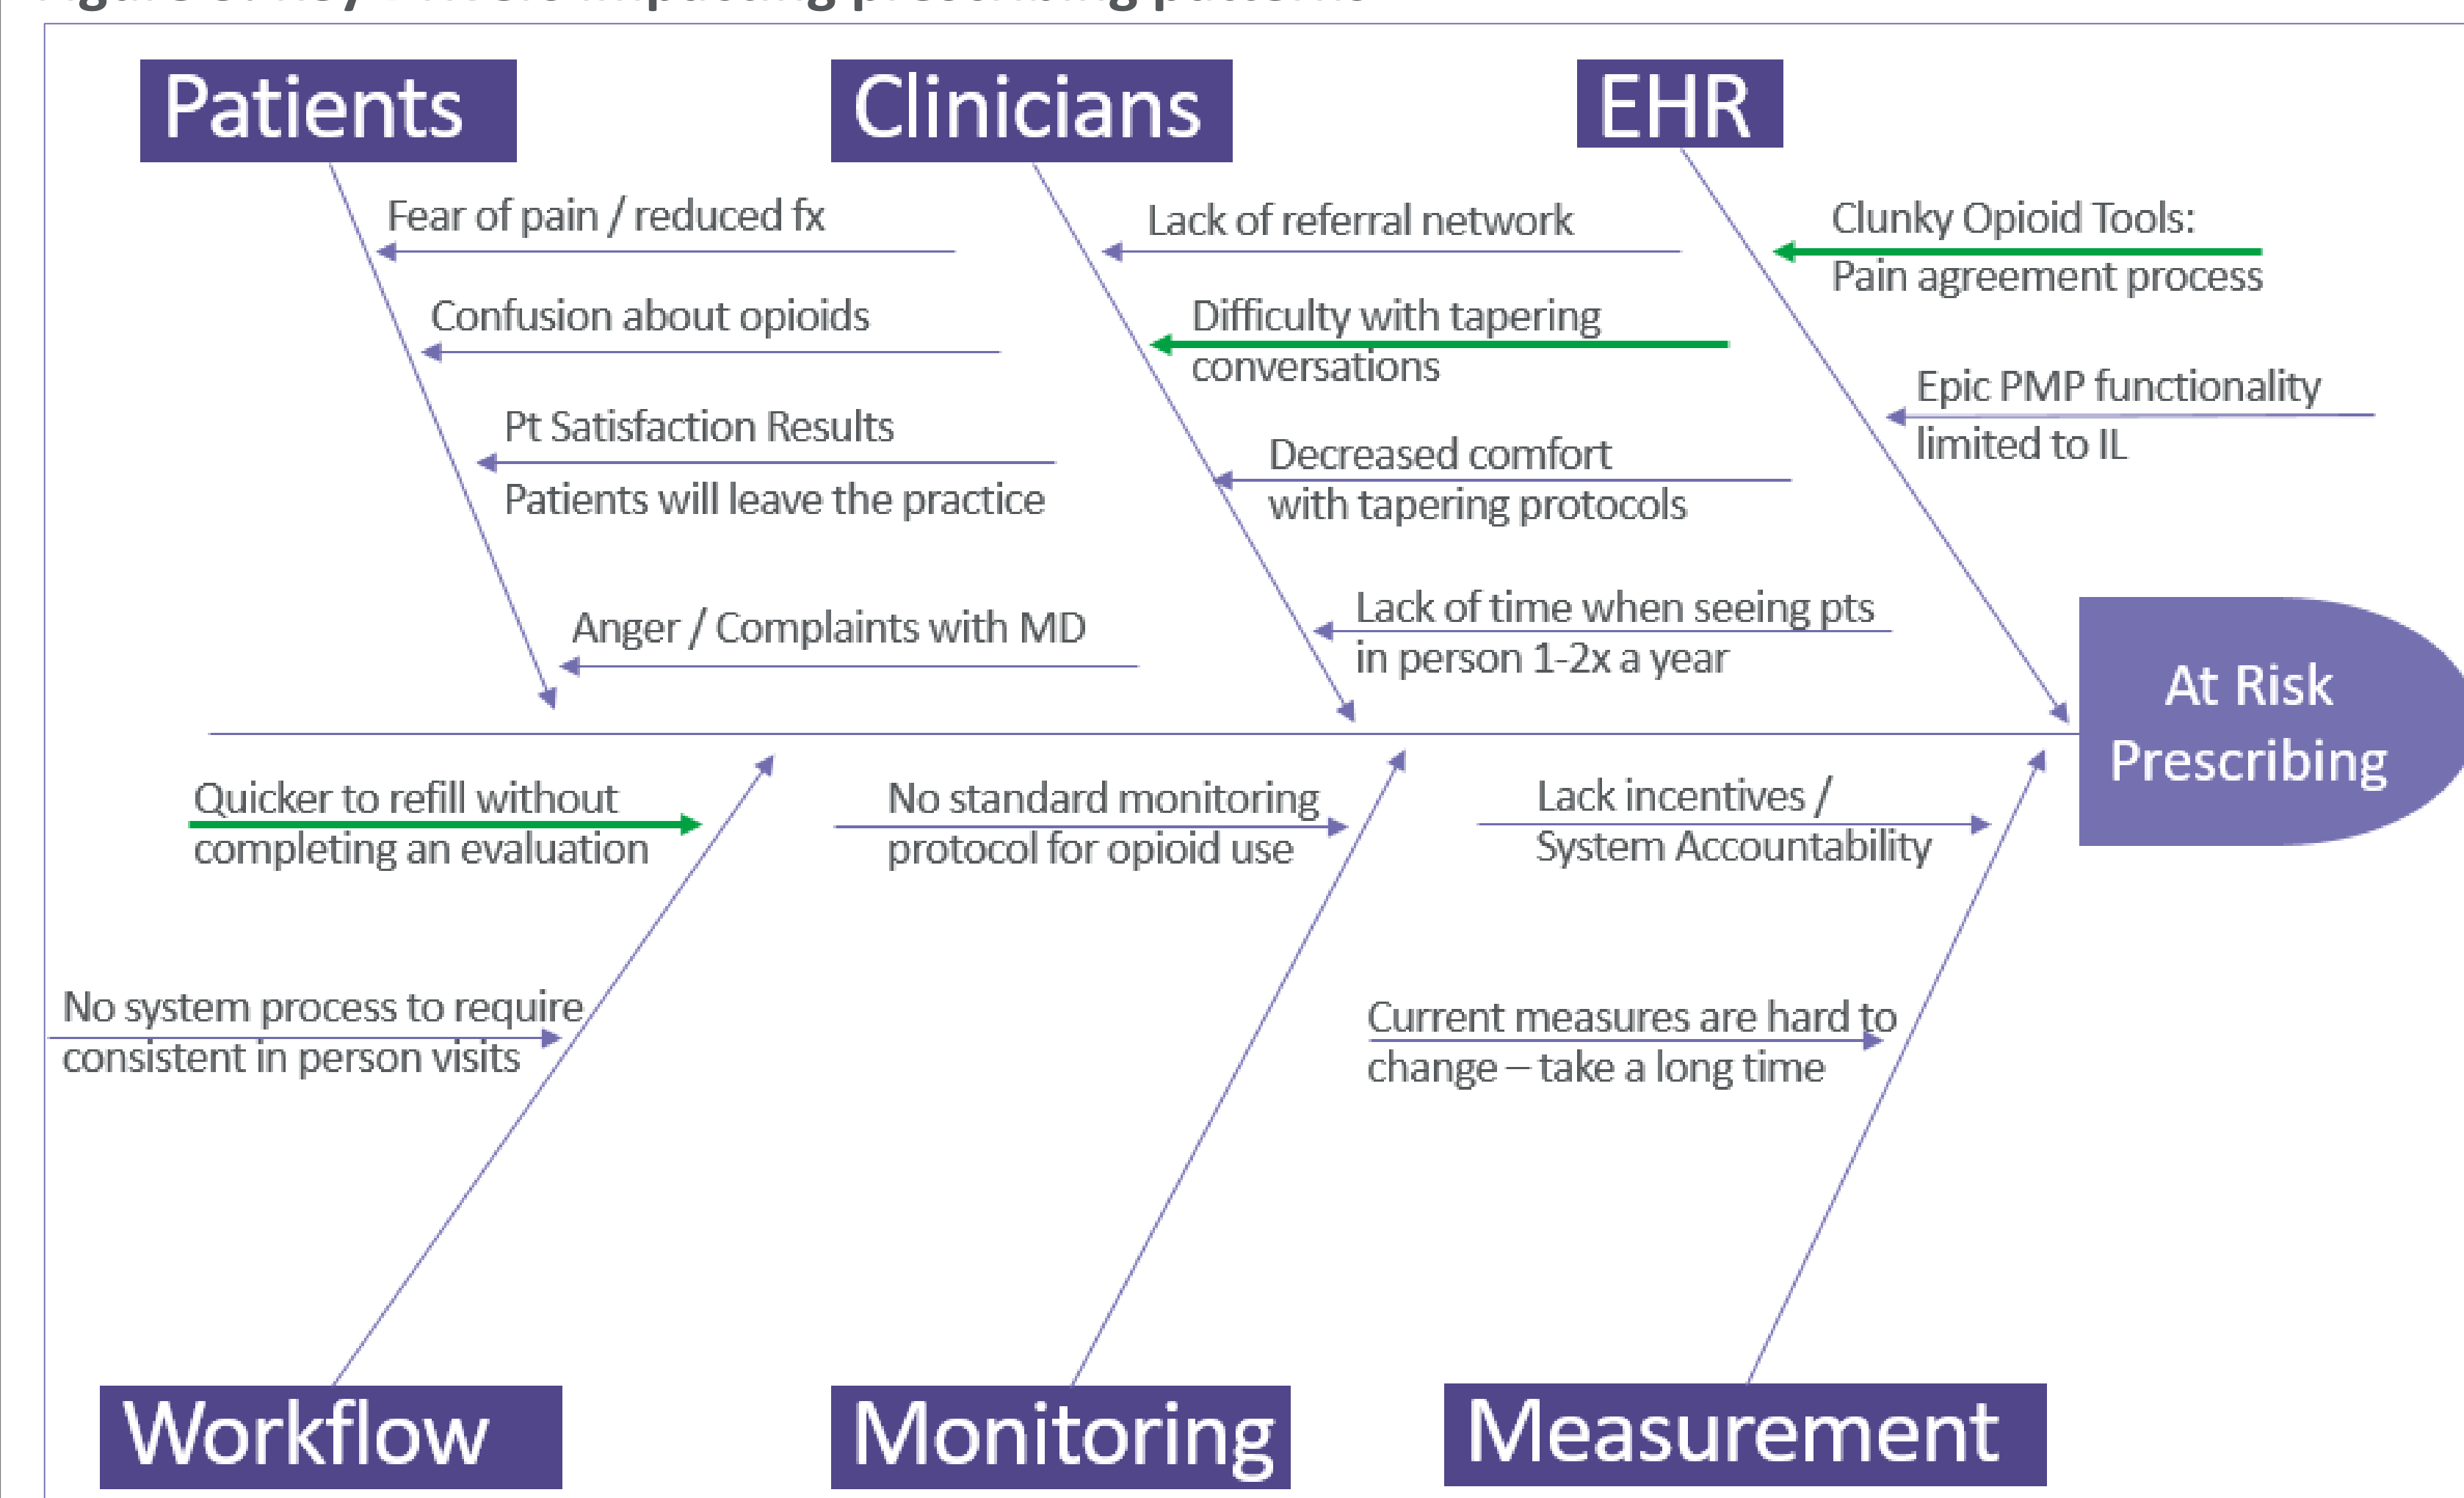 impacting prescribing patterns
Patients
Clinicians
EHR
Fear of pain / reduced fx
Confusion about opioids
Pt Satisfaction Results
Patients will leave the practice
Anger / Complaints with MD
Lack of referral network
Difficulty with tapering
conversations
Decreased comfort
with tapering protocols
Lack of time when seeing pts
in person 1-2x a year
Clunky Opioid Tools:
Pain agreement process
Epic PMP functionality
limited to IL
At Risk
Prescribing
Quicker to refill without
completing an evaluation
No system process to require
consistent in person visits
No standard monitoring
protocol for opioid use
Lack incentives /
System Accountability
Current measures are hard to
change – take a long time
Workflow
Monitoring
Measurement